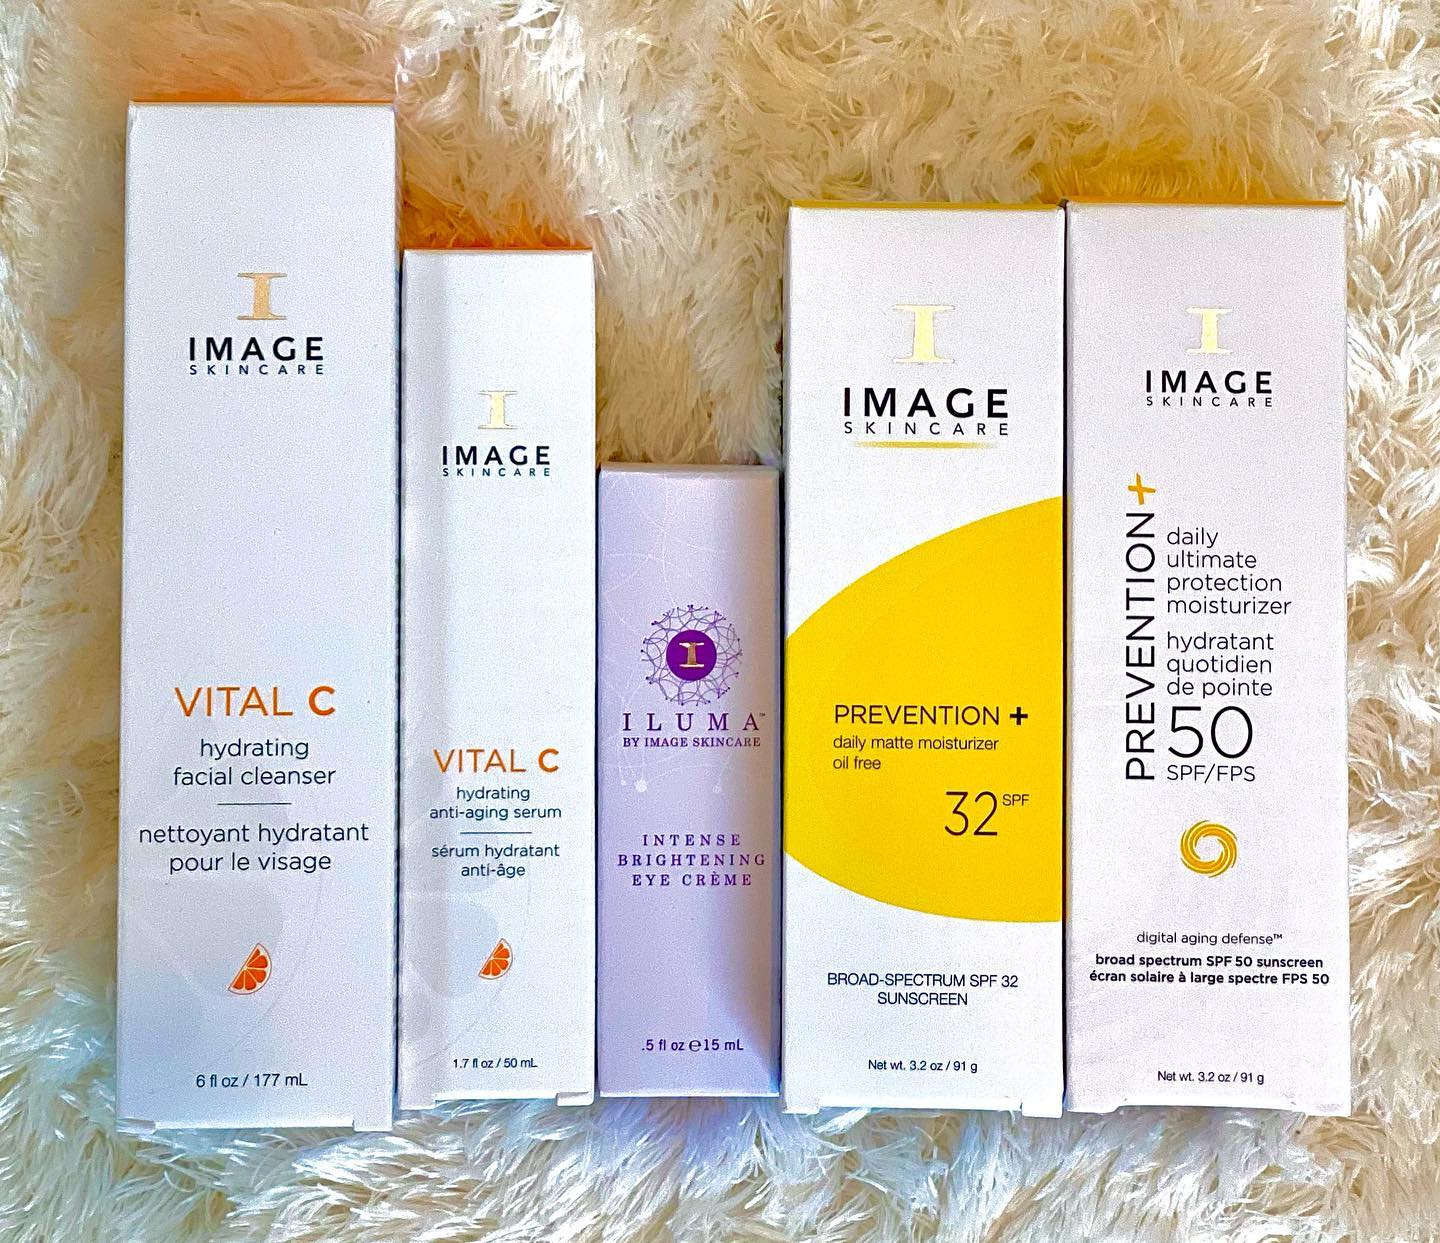 I
IMAGE
SKINCARE
VITAL C
hydrating
facial cleanser
nettoyant hydratant
pour le visage
6 fl oz / 177 mL
I
IMAGE
SKINCARE
VITAL C
hydrating
anti-aging serum
sérum hydratant
anti-âge
1.7 fl oz / 50 mL
I
ILUMA™
BY IMAGE SKINCARE
INTENSE
BRIGHTENING
EYE CRÈME
.5 fl oz ℮ 15 mL
I
IMAGE
SKINCARE
PREVENTION +
daily matte moisturizer
oil free
32 SPF
BROAD-SPECTRUM SPF 32
SUNSCREEN
Net wt. 3.2 oz / 91 g
I
IMAGE
SKINCARE
PREVENTION+
daily
ultimate
protection
moisturizer
hydratant
quotidien
de pointe
50
SPF/FPS
digital aging defense™
broad spectrum SPF 50 sunscreen
écran solaire à large spectre FPS 50
Net wt. 3.2 oz / 91 g